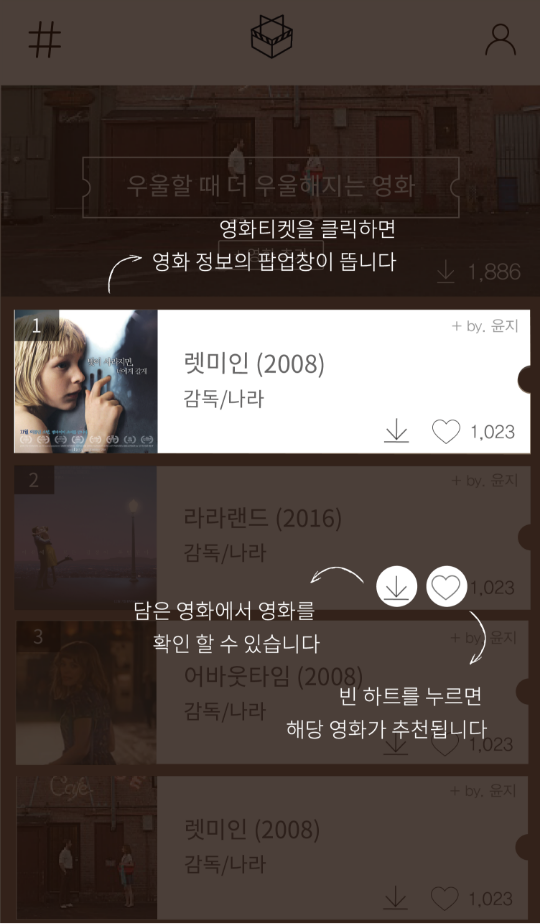 우울할 때 더 우울해지는 영화
영화티켓을 클릭하면
영화 정보의 팝업창이 뜹니다
1,886
1
+ by. 윤지
렛미인 (2008)
감독/나라
1,023
2
+ by. 윤지
라라랜드 (2016)
감독/나라
1,023
담은 영화에서 영화를
확인 할 수 있습니다
3
+ by. 윤지
어바웃타임 (2008)
감독/나라
빈 하트를 누르면
해당 영화가 추천됩니다
1,023
Cafe
+ by. 윤지
렛미인 (2008)
감독/나라
1,023